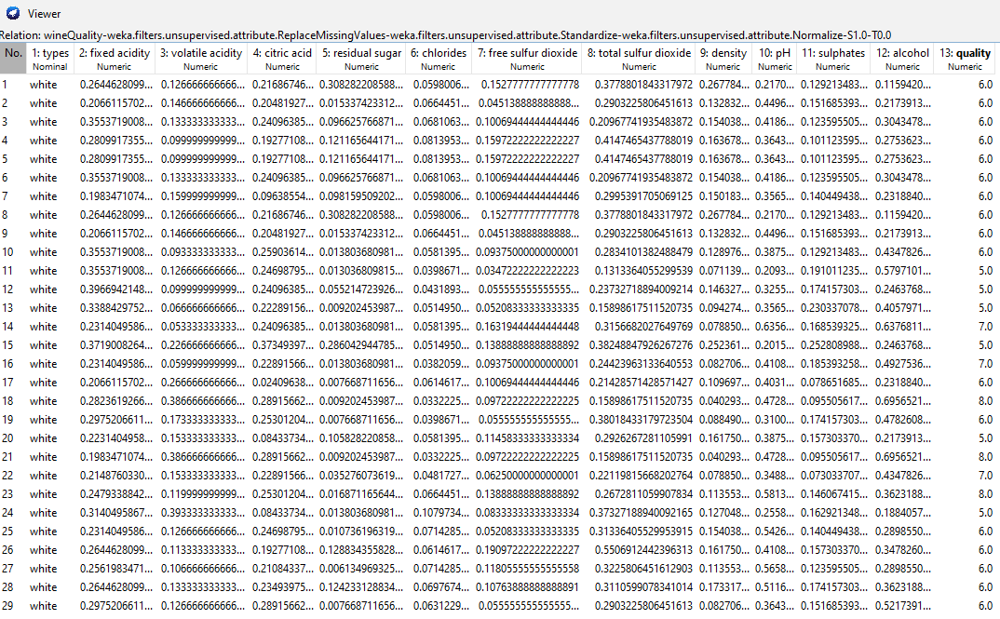 Viewer
Relation: wineQuality-weka.filters.unsupervised.attribute.ReplaceMissingValues-weka.filters.unsupervised.attribute.Standardize-weka.filters.unsupervised.attribute.Normalize-S1.0-T0.0
No. 1: types 2: fixed acidity 3: volatile acidity 4: citric acid 5: residual sugar 6: chlorides 7: free sulfur dioxide 8: total sulfur dioxide 9: density 10: pH 11: sulphates 12: alcohol 13: quality
Nominal Numeric Numeric Numeric Numeric Numeric Numeric Numeric Numeric Numeric Numeric Numeric Numeric
1 white 0.2644628099... 0.126666666666... 0.21686746... 0.308282208588... 0.0598006... 0.1527777777777778 0.3778801843317972 0.267784... 0.2170... 0.129213483... 0.1159420... 6.0
2 white 0.2066115702... 0.146666666666... 0.20481927... 0.015337423312... 0.0664451... 0.045138888888888... 0.2903225806451613 0.132832... 0.4496... 0.151685393... 0.2173913... 6.0
3 white 0.3553719008... 0.133333333333... 0.24096385... 0.096625766871... 0.0681063... 0.10069444444444446 0.20967741935483872 0.154038... 0.4186... 0.123595505... 0.3043478... 6.0
4 white 0.2809917355... 0.099999999999... 0.19277108... 0.121165644171... 0.0813953... 0.15972222222222227 0.4147465437788019 0.163678... 0.3643... 0.101123595... 0.2753623... 6.0
5 white 0.2809917355... 0.099999999999... 0.19277108... 0.121165644171... 0.0813953... 0.15972222222222227 0.4147465437788019 0.163678... 0.3643... 0.101123595... 0.2753623... 6.0
6 white 0.3553719008... 0.133333333333... 0.24096385... 0.096625766871... 0.0681063... 0.10069444444444446 0.20967741935483872 0.154038... 0.4186... 0.123595505... 0.3043478... 6.0
7 white 0.1983471074... 0.159999999999... 0.09638554... 0.098159509202... 0.0598006... 0.10069444444444446 0.2995391705069125 0.150183... 0.3565... 0.140449438... 0.2318840... 6.0
8 white 0.2644628099... 0.126666666666... 0.21686746... 0.308282208588... 0.0598006... 0.1527777777777778 0.3778801843317972 0.267784... 0.2170... 0.129213483... 0.1159420... 6.0
9 white 0.2066115702... 0.146666666666... 0.20481927... 0.015337423312... 0.0664451... 0.045138888888888... 0.2903225806451613 0.132832... 0.4496... 0.151685393... 0.2173913... 6.0
10 white 0.3553719008... 0.093333333333... 0.25903614... 0.013803680981... 0.0581395... 0.09375000000000001 0.2834101382488479 0.128976... 0.3875... 0.129213483... 0.4347826... 6.0
11 white 0.3553719008... 0.126666666666... 0.24698795... 0.013036809815... 0.0398671... 0.03472222222222223 0.1313364055299539 0.071139... 0.2093... 0.191011235... 0.5797101... 5.0
12 white 0.3966942148... 0.099999999999... 0.24096385... 0.055214723926... 0.0431893... 0.055555555555555... 0.23732718894009214 0.146327... 0.3255... 0.174157303... 0.2463768... 5.0
13 white 0.3388429752... 0.066666666666... 0.22289156... 0.009202453987... 0.0514950... 0.05208333333333335 0.15898617511520735 0.094274... 0.3565... 0.230337078... 0.4057971... 5.0
14 white 0.2314049586... 0.053333333333... 0.24096385... 0.013803680981... 0.0581395... 0.16319444444444448 0.3156682027649769 0.078850... 0.6356... 0.168539325... 0.6376811... 7.0
15 white 0.3719008264... 0.226666666666... 0.37349397... 0.286042944785... 0.0514950... 0.13888888888888892 0.38248847926267276 0.252361... 0.2015... 0.252808988... 0.2463768... 5.0
16 white 0.2314049586... 0.059999999999... 0.22891566... 0.013803680981... 0.0382059... 0.09375000000000001 0.24423963133640553 0.082706... 0.4108... 0.185393258... 0.4927536... 7.0
17 white 0.2066115702... 0.266666666666... 0.02409638... 0.007668711656... 0.0614617... 0.10069444444444446 0.21428571428571427 0.109697... 0.4031... 0.078651685... 0.2318840... 6.0
18 white 0.2823619266... 0.386666666666... 0.28915662... 0.009202453987... 0.0332225... 0.09722222222222225 0.15898617511520735 0.040293... 0.4728... 0.095505617... 0.6956521... 8.0
19 white 0.2975206611... 0.173333333333... 0.25301204... 0.007668711656... 0.0398671... 0.055555555555555... 0.38018433179723504 0.088490... 0.3100... 0.174157303... 0.4782608... 6.0
20 white 0.2231404958... 0.153333333333... 0.08433734... 0.105828220858... 0.0581395... 0.11458333333333334 0.2926267281105991 0.161750... 0.3875... 0.157303370... 0.2173913... 5.0
21 white 0.1983471074... 0.386666666666... 0.28915662... 0.009202453987... 0.0332225... 0.09722222222222225 0.15898617511520735 0.040293... 0.4728... 0.095505617... 0.6956521... 8.0
22 white 0.2148760330... 0.153333333333... 0.22891566... 0.035276073619... 0.0481727... 0.06250000000000001 0.22119815668202764 0.078850... 0.3488... 0.073033707... 0.4347826... 7.0
23 white 0.2479338842... 0.119999999999... 0.25301204... 0.016871165644... 0.0664451... 0.13888888888888892 0.2672811059907834 0.113553... 0.5813... 0.146067415... 0.3623188... 8.0
24 white 0.3140495867... 0.393333333333... 0.08433734... 0.013803680981... 0.1079734... 0.08333333333333334 0.37327188940092165 0.127048... 0.2558... 0.162921348... 0.1884057... 5.0
25 white 0.2314049586... 0.126666666666... 0.24698795... 0.010736196319... 0.0714285... 0.05208333333333335 0.31336405529953915 0.154038... 0.5426... 0.140449438... 0.2898550... 6.0
26 white 0.2644628099... 0.113333333333... 0.19277108... 0.128834355828... 0.0614617... 0.19097222222222227 0.5506912442396313 0.161750... 0.4108... 0.157303370... 0.3478260... 6.0
27 white 0.2561983471... 0.106666666666... 0.21084337... 0.006134969325... 0.0714285... 0.11805555555555558 0.3225806451612903 0.113553... 0.5658... 0.123595505... 0.2898550... 6.0
28 white 0.2644628099... 0.133333333333... 0.23493975... 0.124233128834... 0.0697674... 0.10763888888888891 0.3110599078341014 0.173317... 0.5116... 0.174157303... 0.3623188... 6.0
29 white 0.2975206611... 0.153333333333... 0.22891566... 0.007668711656... 0.0631229... 0.055555555555555... 0.2903225806451613 0.082706... 0.3643... 0.151685393... 0.5217391... 6.0